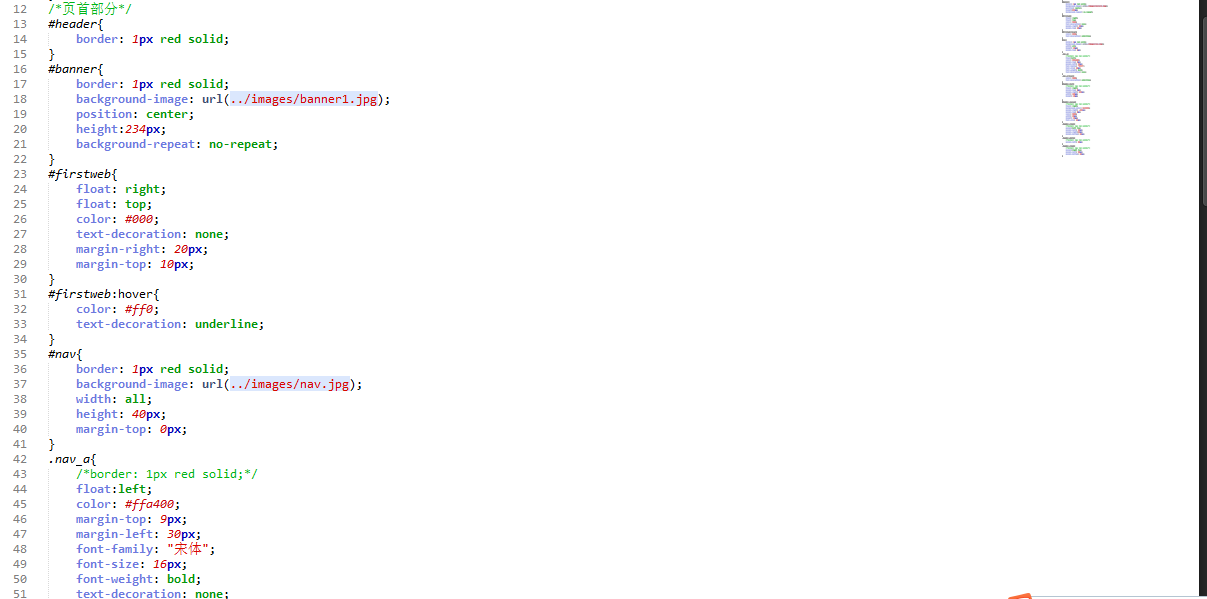 12 /*页首部分*/
13 #header{
14 border: 1px red solid;
15 }
16 #banner{
17 border: 1px red solid;
18 background-image: url(../images/banner1.jpg);
19 position: center;
20 height:234px;
21 background-repeat: no-repeat;
22 }
23 #firstweb{
24 float: right;
25 float: top;
26 color: #000;
27 text-decoration: none;
28 margin-right: 20px;
29 margin-top: 10px;
30 }
31 #firstweb:hover{
32 color: #ff0;
33 text-decoration: underline;
34 }
35 #nav{
36 border: 1px red solid;
37 background-image: url(../images/nav.jpg);
38 width: all;
39 height: 40px;
40 margin-top: 0px;
41 }
42 .nav_a{
43 /*border: 1px red solid;*/
44 float:left;
45 color: #ffa400;
46 margin-top: 9px;
47 margin-left: 30px;
48 font-family: "宋体";
49 font-size: 16px;
50 font-weight: bold;
51 text-decoration: none;